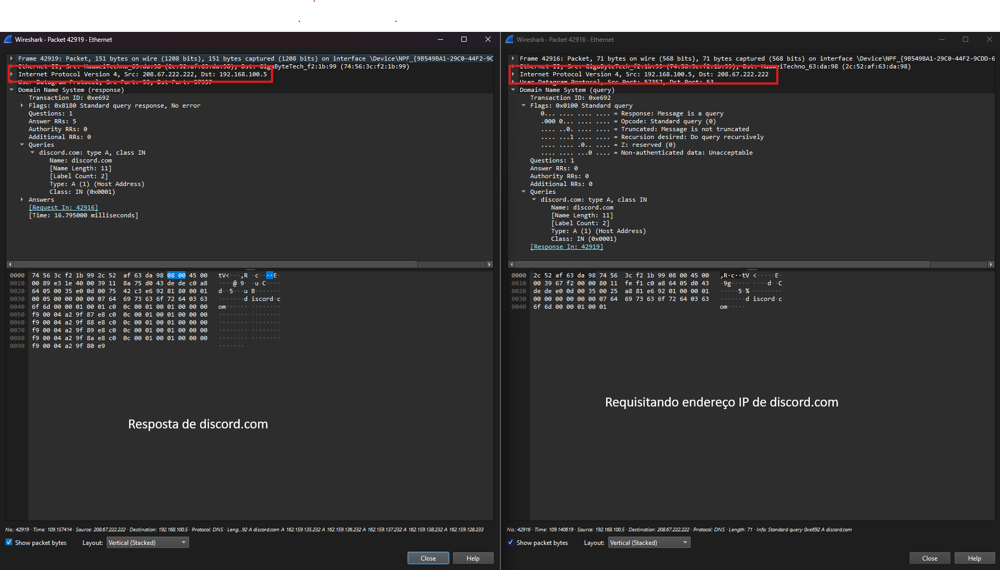 Wireshark · Packet 42919 · Ethernet
Frame 42919: Packet, 151 bytes on wire (1208 bits), 151 bytes captured (1208 bits) on interface \Device\NPF_{9B549BA1-29C0-44F2-9C
Ethernet II, Src: HuaweiTechno_63:da:98 (2c:52:af:63:da:98), Dst: GigaByteTech_f2:1b:99 (74:56:3c:f2:1b:99)
Internet Protocol Version 4, Src: 208.67.222.222, Dst: 192.168.100.5
User Datagram Protocol, Src Port: 53, Dst Port: 57357
Domain Name System (response)
Transaction ID: 0xe692
Flags: 0x8180 Standard query response, No error
Questions: 1
Answer RRs: 5
Authority RRs: 0
Additional RRs: 0
Queries
discord.com: type A, class IN
Name: discord.com
[Name Length: 11]
[Label Count: 2]
Type: A (1) (Host Address)
Class: IN (0x0001)
Answers
[Request In: 42916]
[Time: 16.795000 milliseconds]
0000 74 56 3c f2 1b 99 2c 52 af 63 da 98 08 00 45 00 tV<···,R ·c····E·
0010 00 89 e3 1e 40 00 39 11 8a 75 d0 43 de de c0 a8 ····@·9· ·u·C····
0020 64 05 00 35 e0 0d 00 75 42 c3 e6 92 81 80 00 01 d··5···u B·······
0030 00 05 00 00 00 00 07 64 69 73 63 6f 72 64 03 63 ·······d iscord·c
0040 6f 6d 00 00 01 00 01 c0 0c 00 01 00 01 00 00 00 om······ ········
0050 f9 00 04 a2 9f 87 e8 c0 0c 00 01 00 01 00 00 00 ········ ········
0060 f9 00 04 a2 9f 88 e8 c0 0c 00 01 00 01 00 00 00 ········ ········
0070 f9 00 04 a2 9f 89 e8 c0 0c 00 01 00 01 00 00 00 ········ ········
0080 f9 00 04 a2 9f 8a e8 c0 0c 00 01 00 01 00 00 00 ········ ········
0090 f9 00 04 a2 9f 80 e9 ·······
Resposta de discord.com
No.: 42919 · Time: 109.157414 · Source: 208.67.222.222 · Destination: 192.168.100.5 · Protocol: DNS · Leng...92 A discord.com A 162.159.135.232 A 162.159.136.232 A 162.159.137.232 A 162.159.138.232 A 162.159.128.233
Show packet bytes Layout: Vertical (Stacked)
Close Help
Wireshark · Packet 42916 · Ethernet
Frame 42916: Packet, 71 bytes on wire (568 bits), 71 bytes captured (568 bits) on interface \Device\NPF_{9B549BA1-29C0-44F2-9CDD-6
Ethernet II, Src: GigaByteTech_f2:1b:99 (74:56:3c:f2:1b:99), Dst: HuaweiTechno_63:da:98 (2c:52:af:63:da:98)
Internet Protocol Version 4, Src: 192.168.100.5, Dst: 208.67.222.222
User Datagram Protocol, Src Port: 57357, Dst Port: 53
Domain Name System (query)
Transaction ID: 0xe692
Flags: 0x0100 Standard query
0... .... .... .... = Response: Message is a query
.000 0... .... .... = Opcode: Standard query (0)
.... ..0. .... .... = Truncated: Message is not truncated
.... ...1 .... .... = Recursion desired: Do query recursively
.... .... .0.. .... = Z: reserved (0)
.... .... ...0 .... = Non-authenticated data: Unacceptable
Questions: 1
Answer RRs: 0
Authority RRs: 0
Additional RRs: 0
Queries
discord.com: type A, class IN
Name: discord.com
[Name Length: 11]
[Label Count: 2]
Type: A (1) (Host Address)
Class: IN (0x0001)
[Response In: 42919]
0000 2c 52 af 63 da 98 74 56 3c f2 1b 99 08 00 45 00 ,R·c··tV <·····E·
0010 00 39 67 f2 00 00 80 11 fe f1 c0 a8 64 05 d0 43 ·9g····· ····d··C
0020 de de e0 0d 00 35 00 25 a8 81 e6 92 01 00 00 01 ·····5·% ········
0030 00 00 00 00 00 00 07 64 69 73 63 6f 72 64 03 63 ·······d iscord·c
0040 6f 6d 00 00 01 00 01 om·····
Requisitando endereço IP de discord.com
No.: 42916 · Time: 109.140619 · Source: 192.168.100.5 · Destination: 208.67.222.222 · Protocol: DNS · Length: 71 · Info: Standard query 0xe692 A discord.com
Show packet bytes Layout: Vertical (Stacked)
Close Help